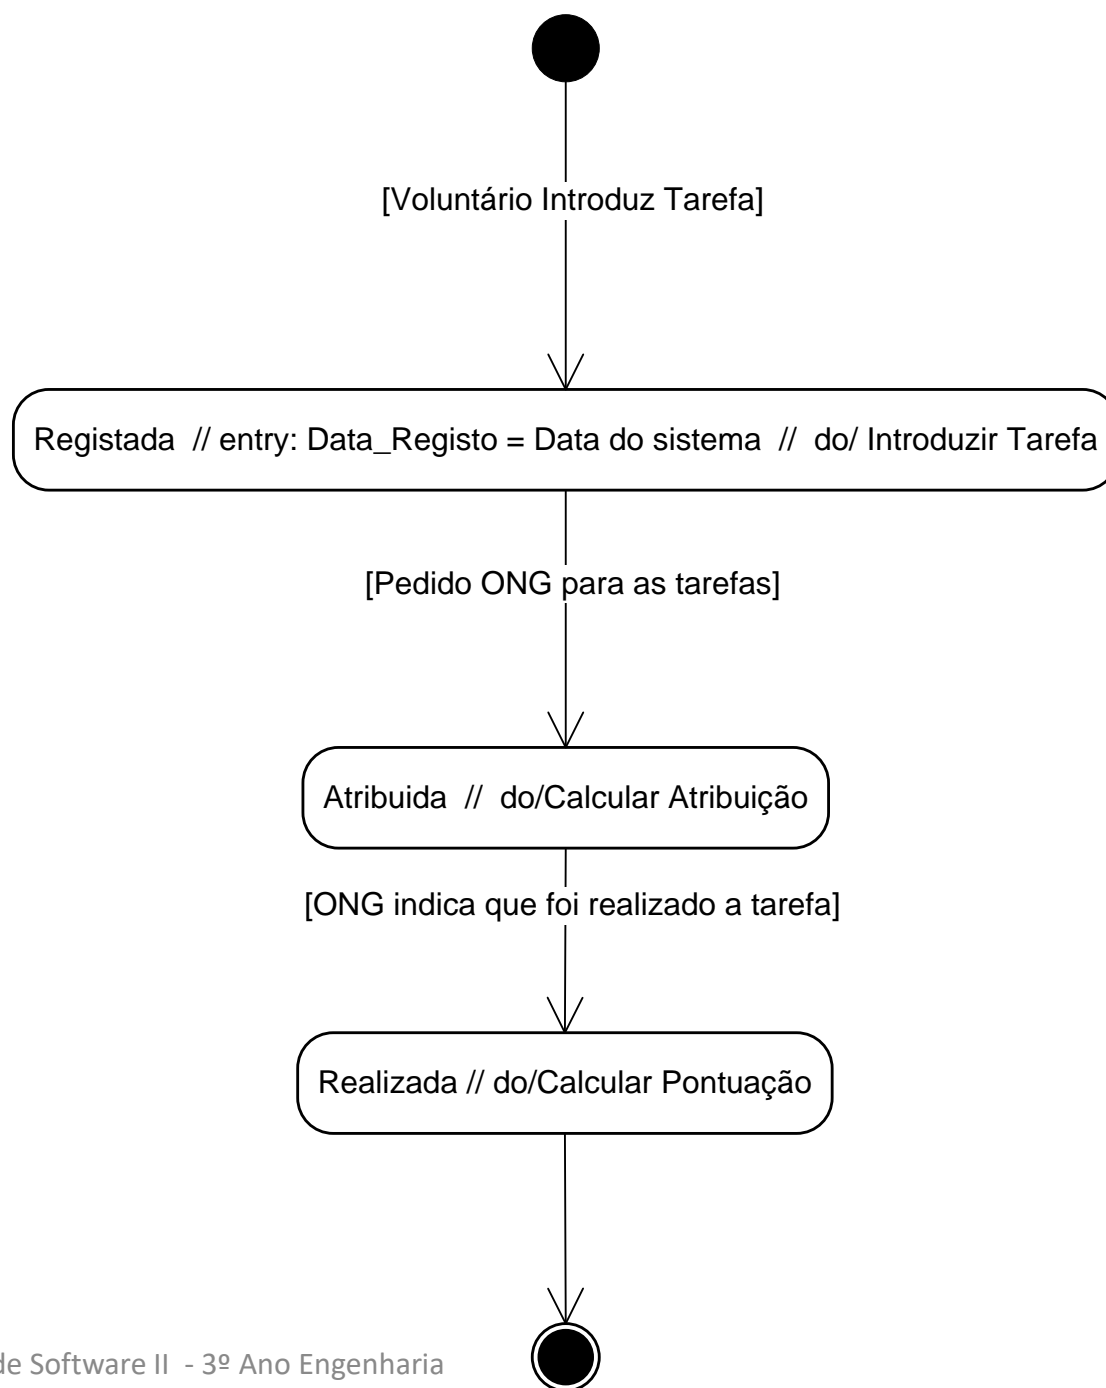 [Voluntário Introduz Tarefa]
Registada // entry: Data_Registo = Data do sistema // do/ Introduzir Tarefa
[Pedido ONG para as tarefas]
Atribuida // do/Calcular Atribuição
[ONG indica que foi realizado a tarefa]
Realizada // do/Calcular Pontuação
de Software II - 3º Ano Engenharia